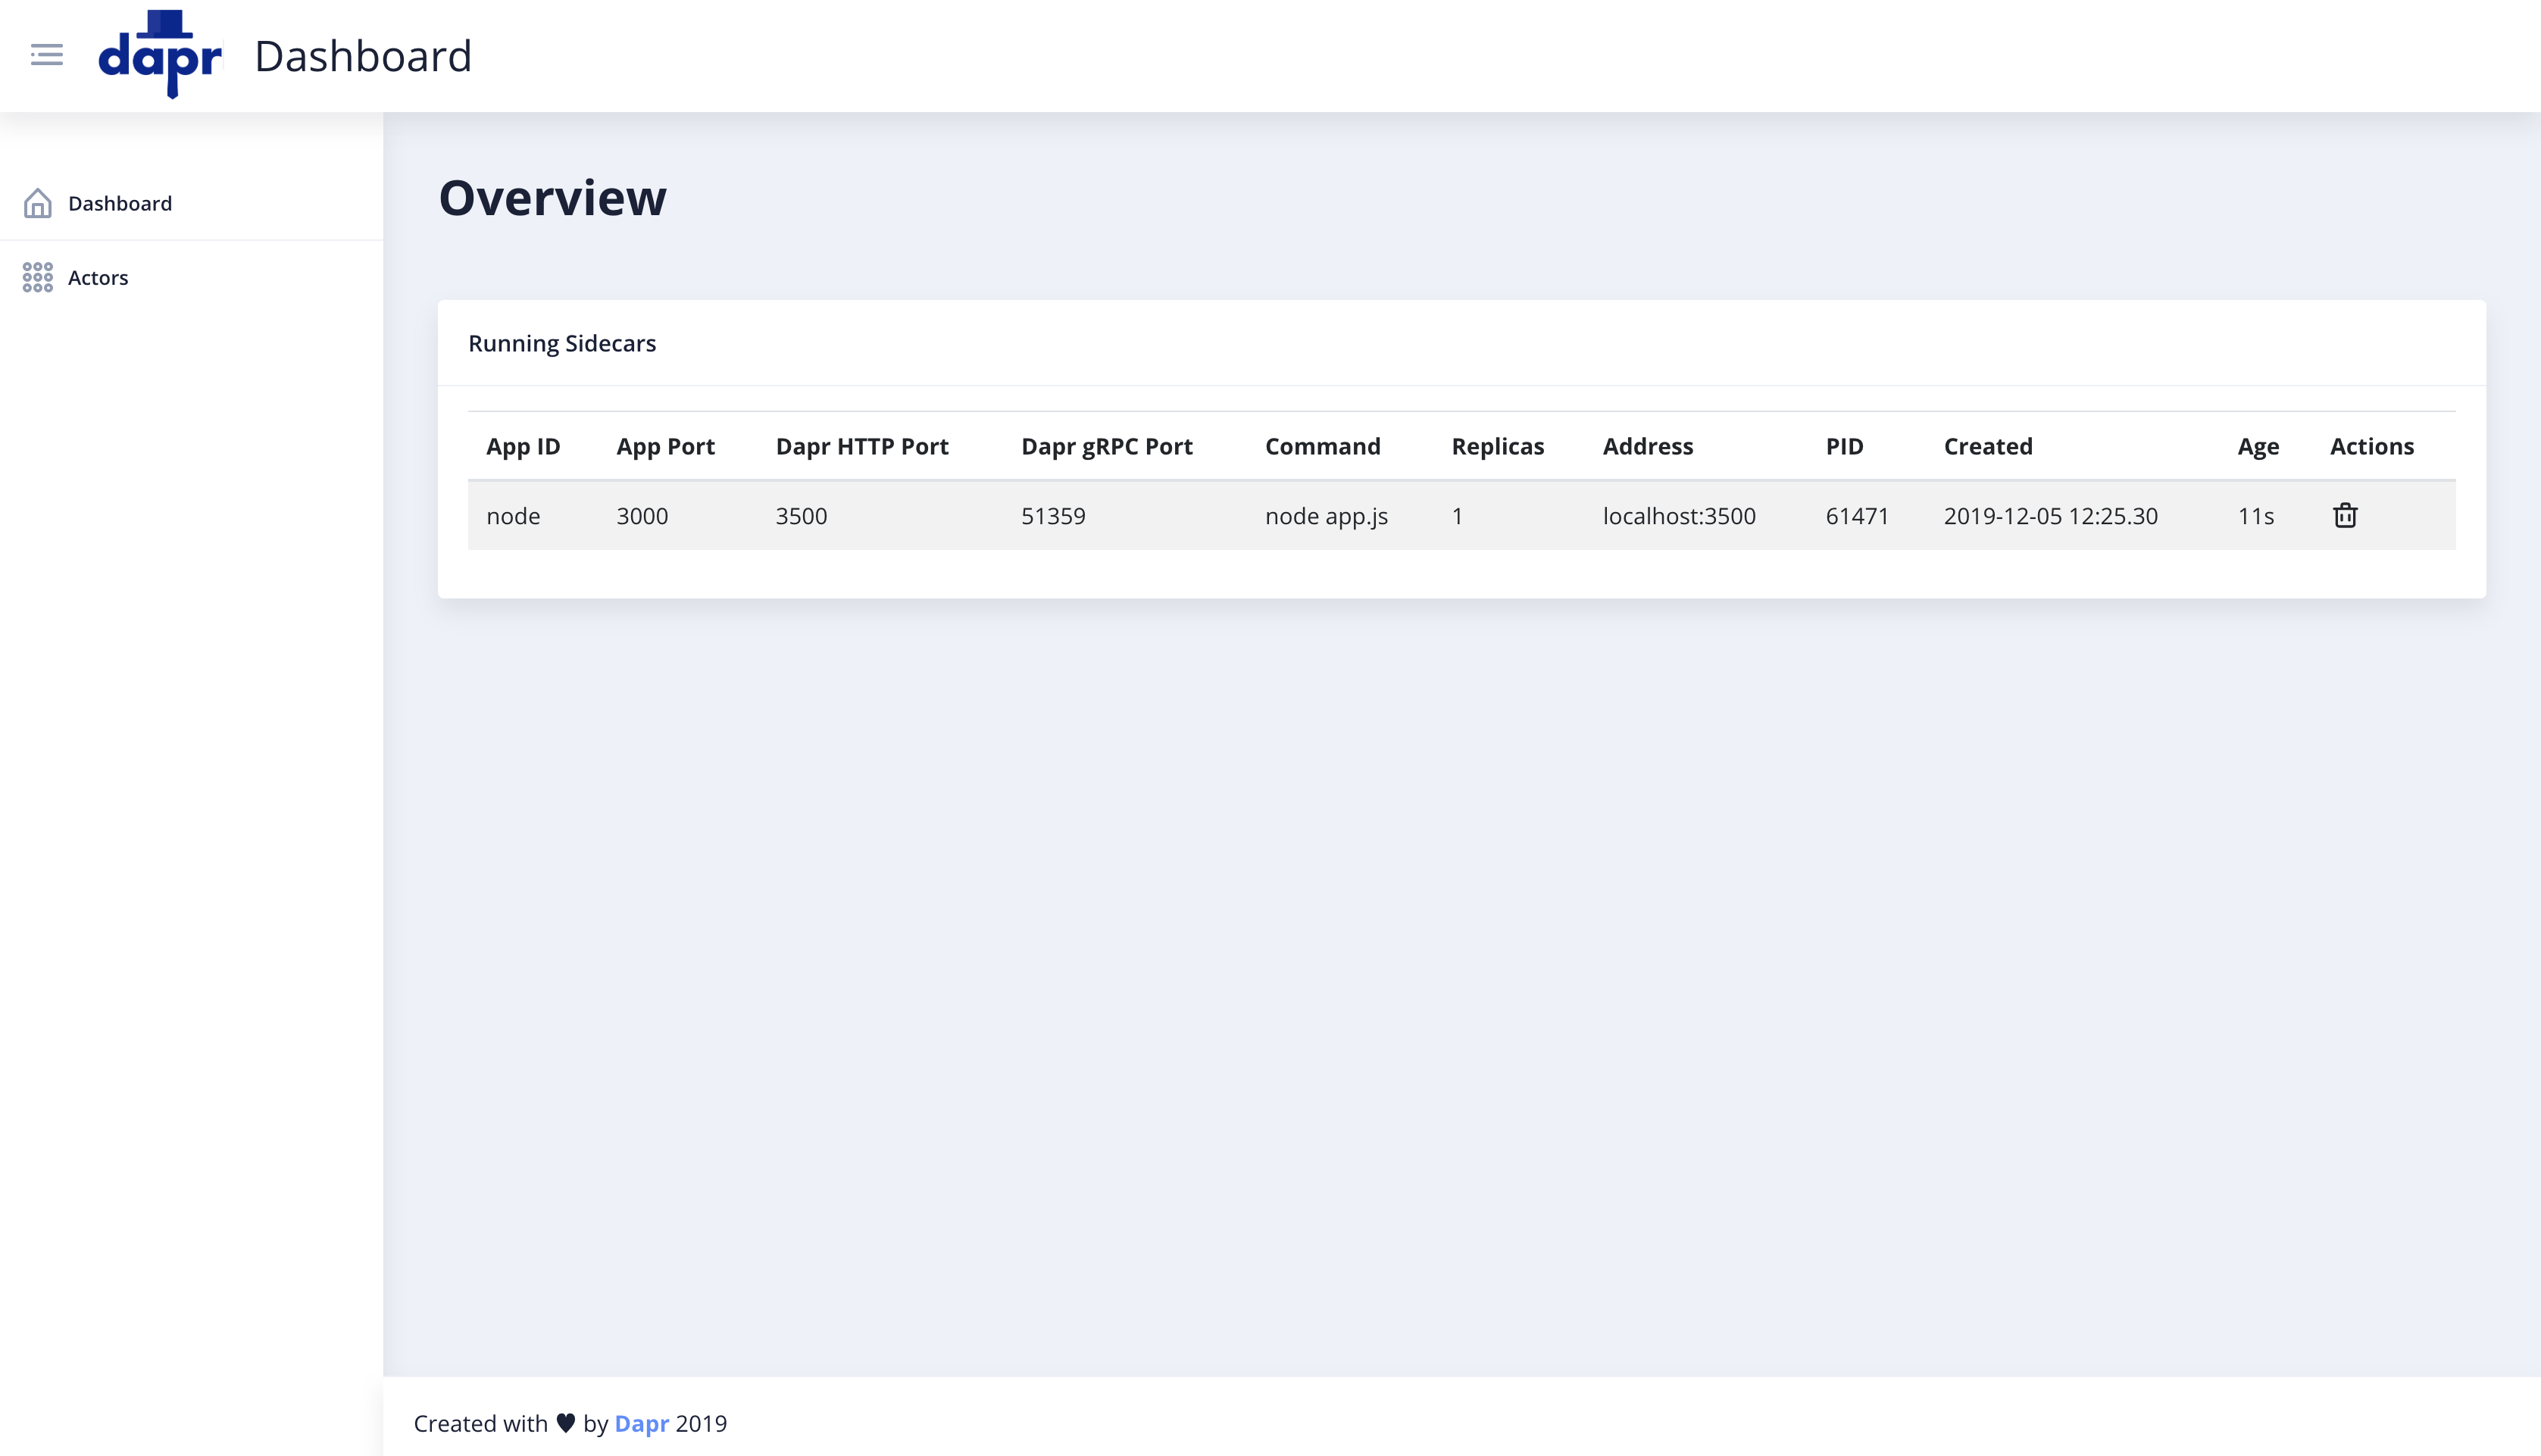 dapr Dashboard
Dashboard
Actors
Overview
Running Sidecars
App ID App Port Dapr HTTP Port Dapr gRPC Port Command Replicas Address PID Created Age Actions
node 3000 3500 51359 node app.js 1 localhost:3500 61471 2019-12-05 12:25.30 11s
Created with ♥ by Dapr 2019